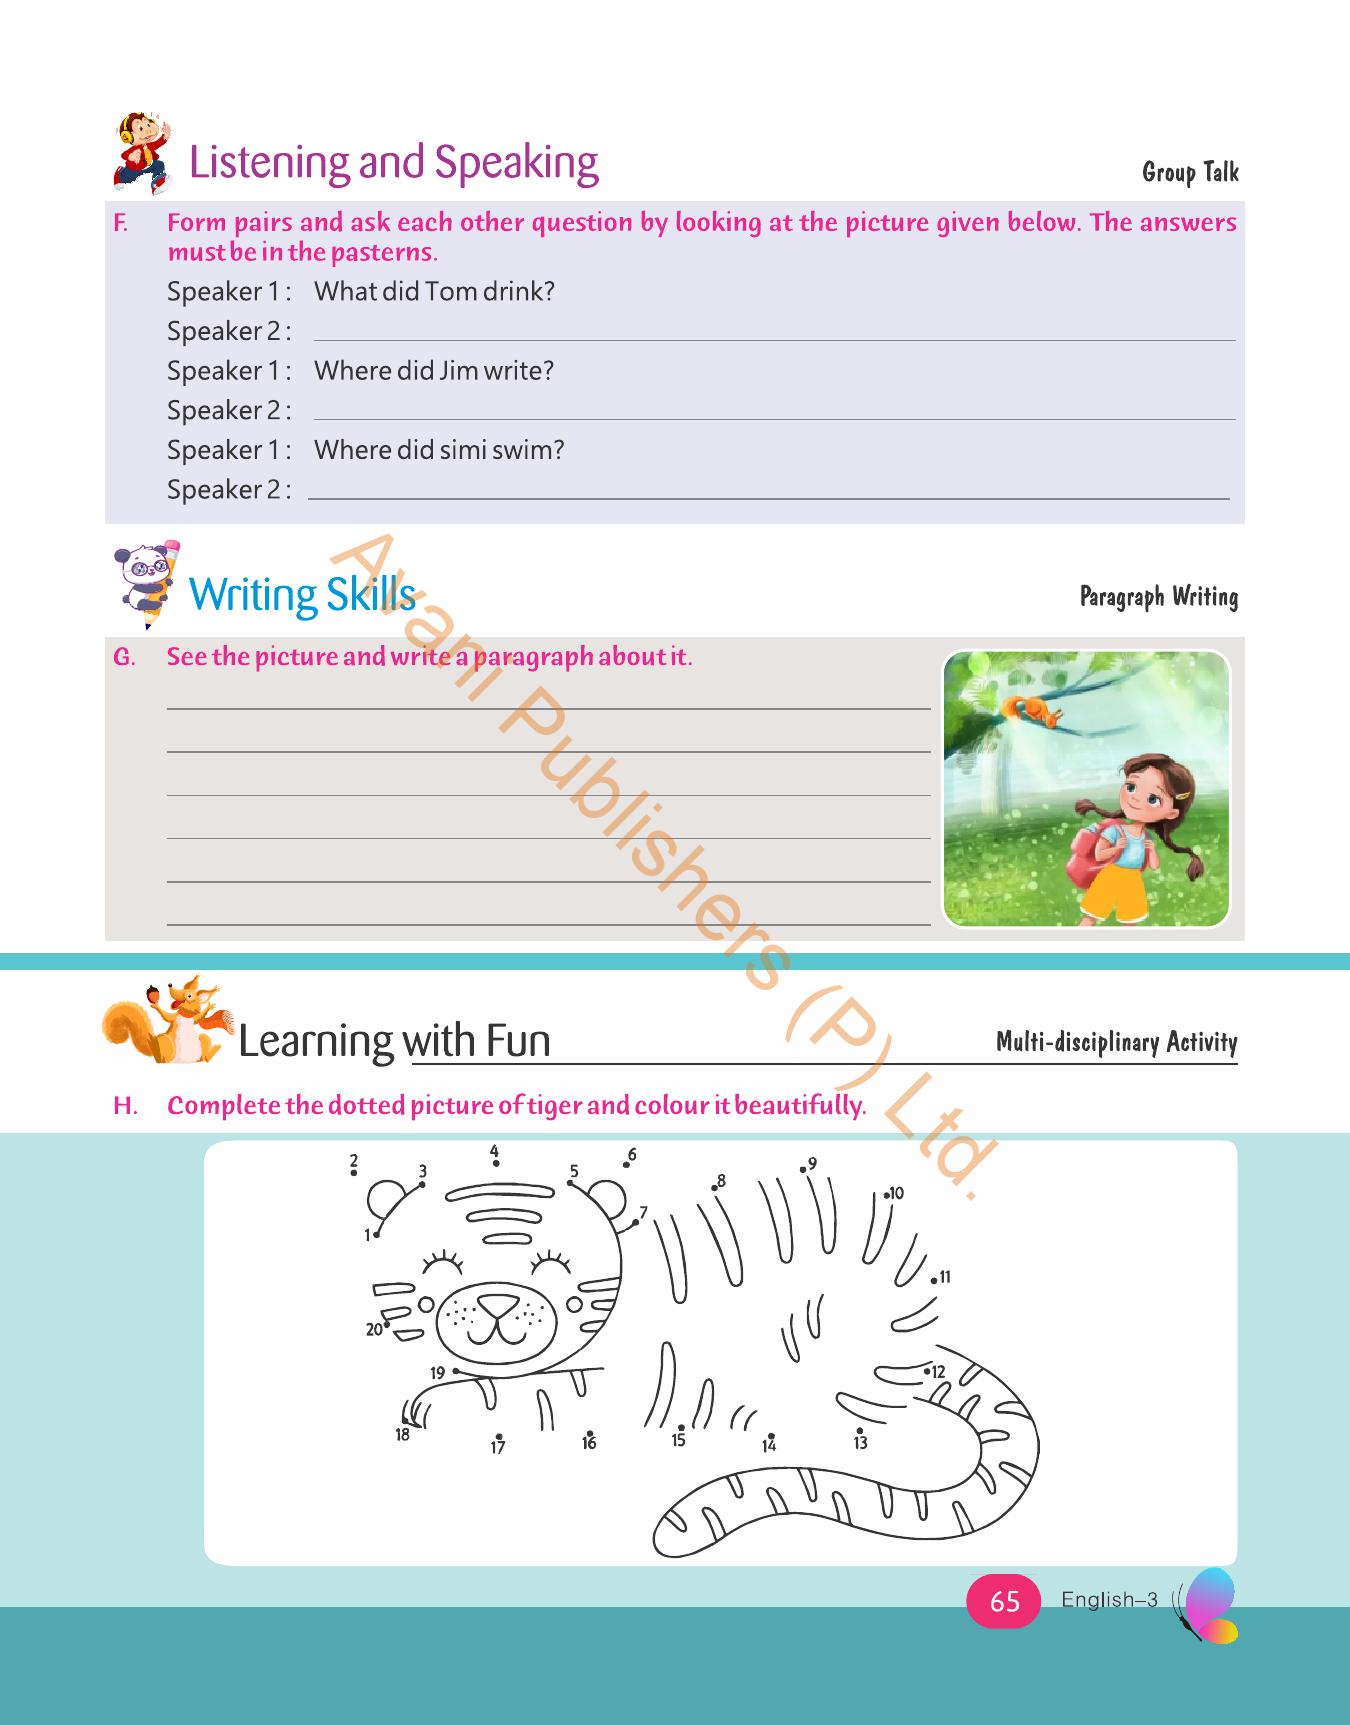 Listening and Speaking
Group Talk
F. Form pairs and ask each other question by looking at the picture given below. The answers
must be in the pasterns.
Speaker 1 : What did Tom drink?
Speaker 2 :
Speaker 1 : Where did Jim write?
Speaker 2 :
Speaker 1 : Where did simi swim?
Speaker 2 :
Writing Skills
Paragraph Writing
G. See the picture and write a paragraph about it.
Avani Publishers (P) Ltd.
Learning with Fun
Multi-disciplinary Activity
H. Complete the dotted picture of tiger and colour it beautifully.
1
2
3
4
5
6
7
8
9
10
11
12
13
14
15
16
17
18
19
20
65
English–3